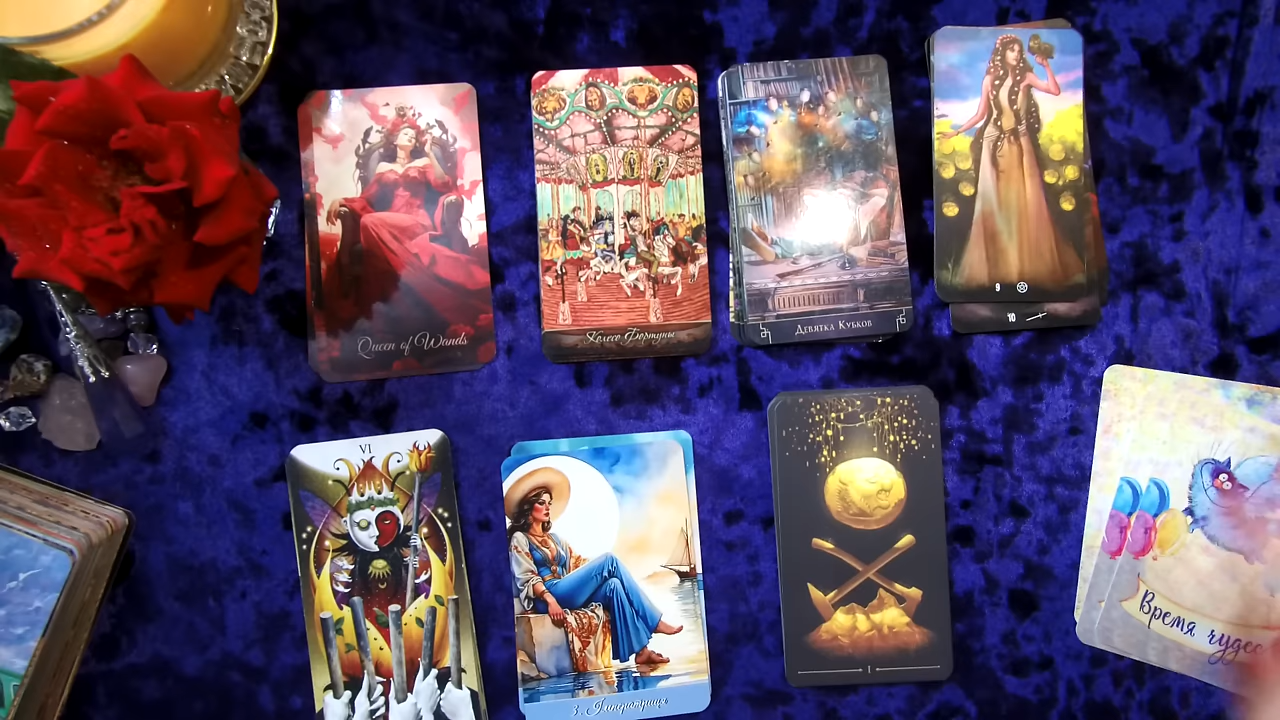 Queen of Wands
Колесо Фортуны
Девятка Кубков
9
10
VI
3. Императрица
I
Время чудес